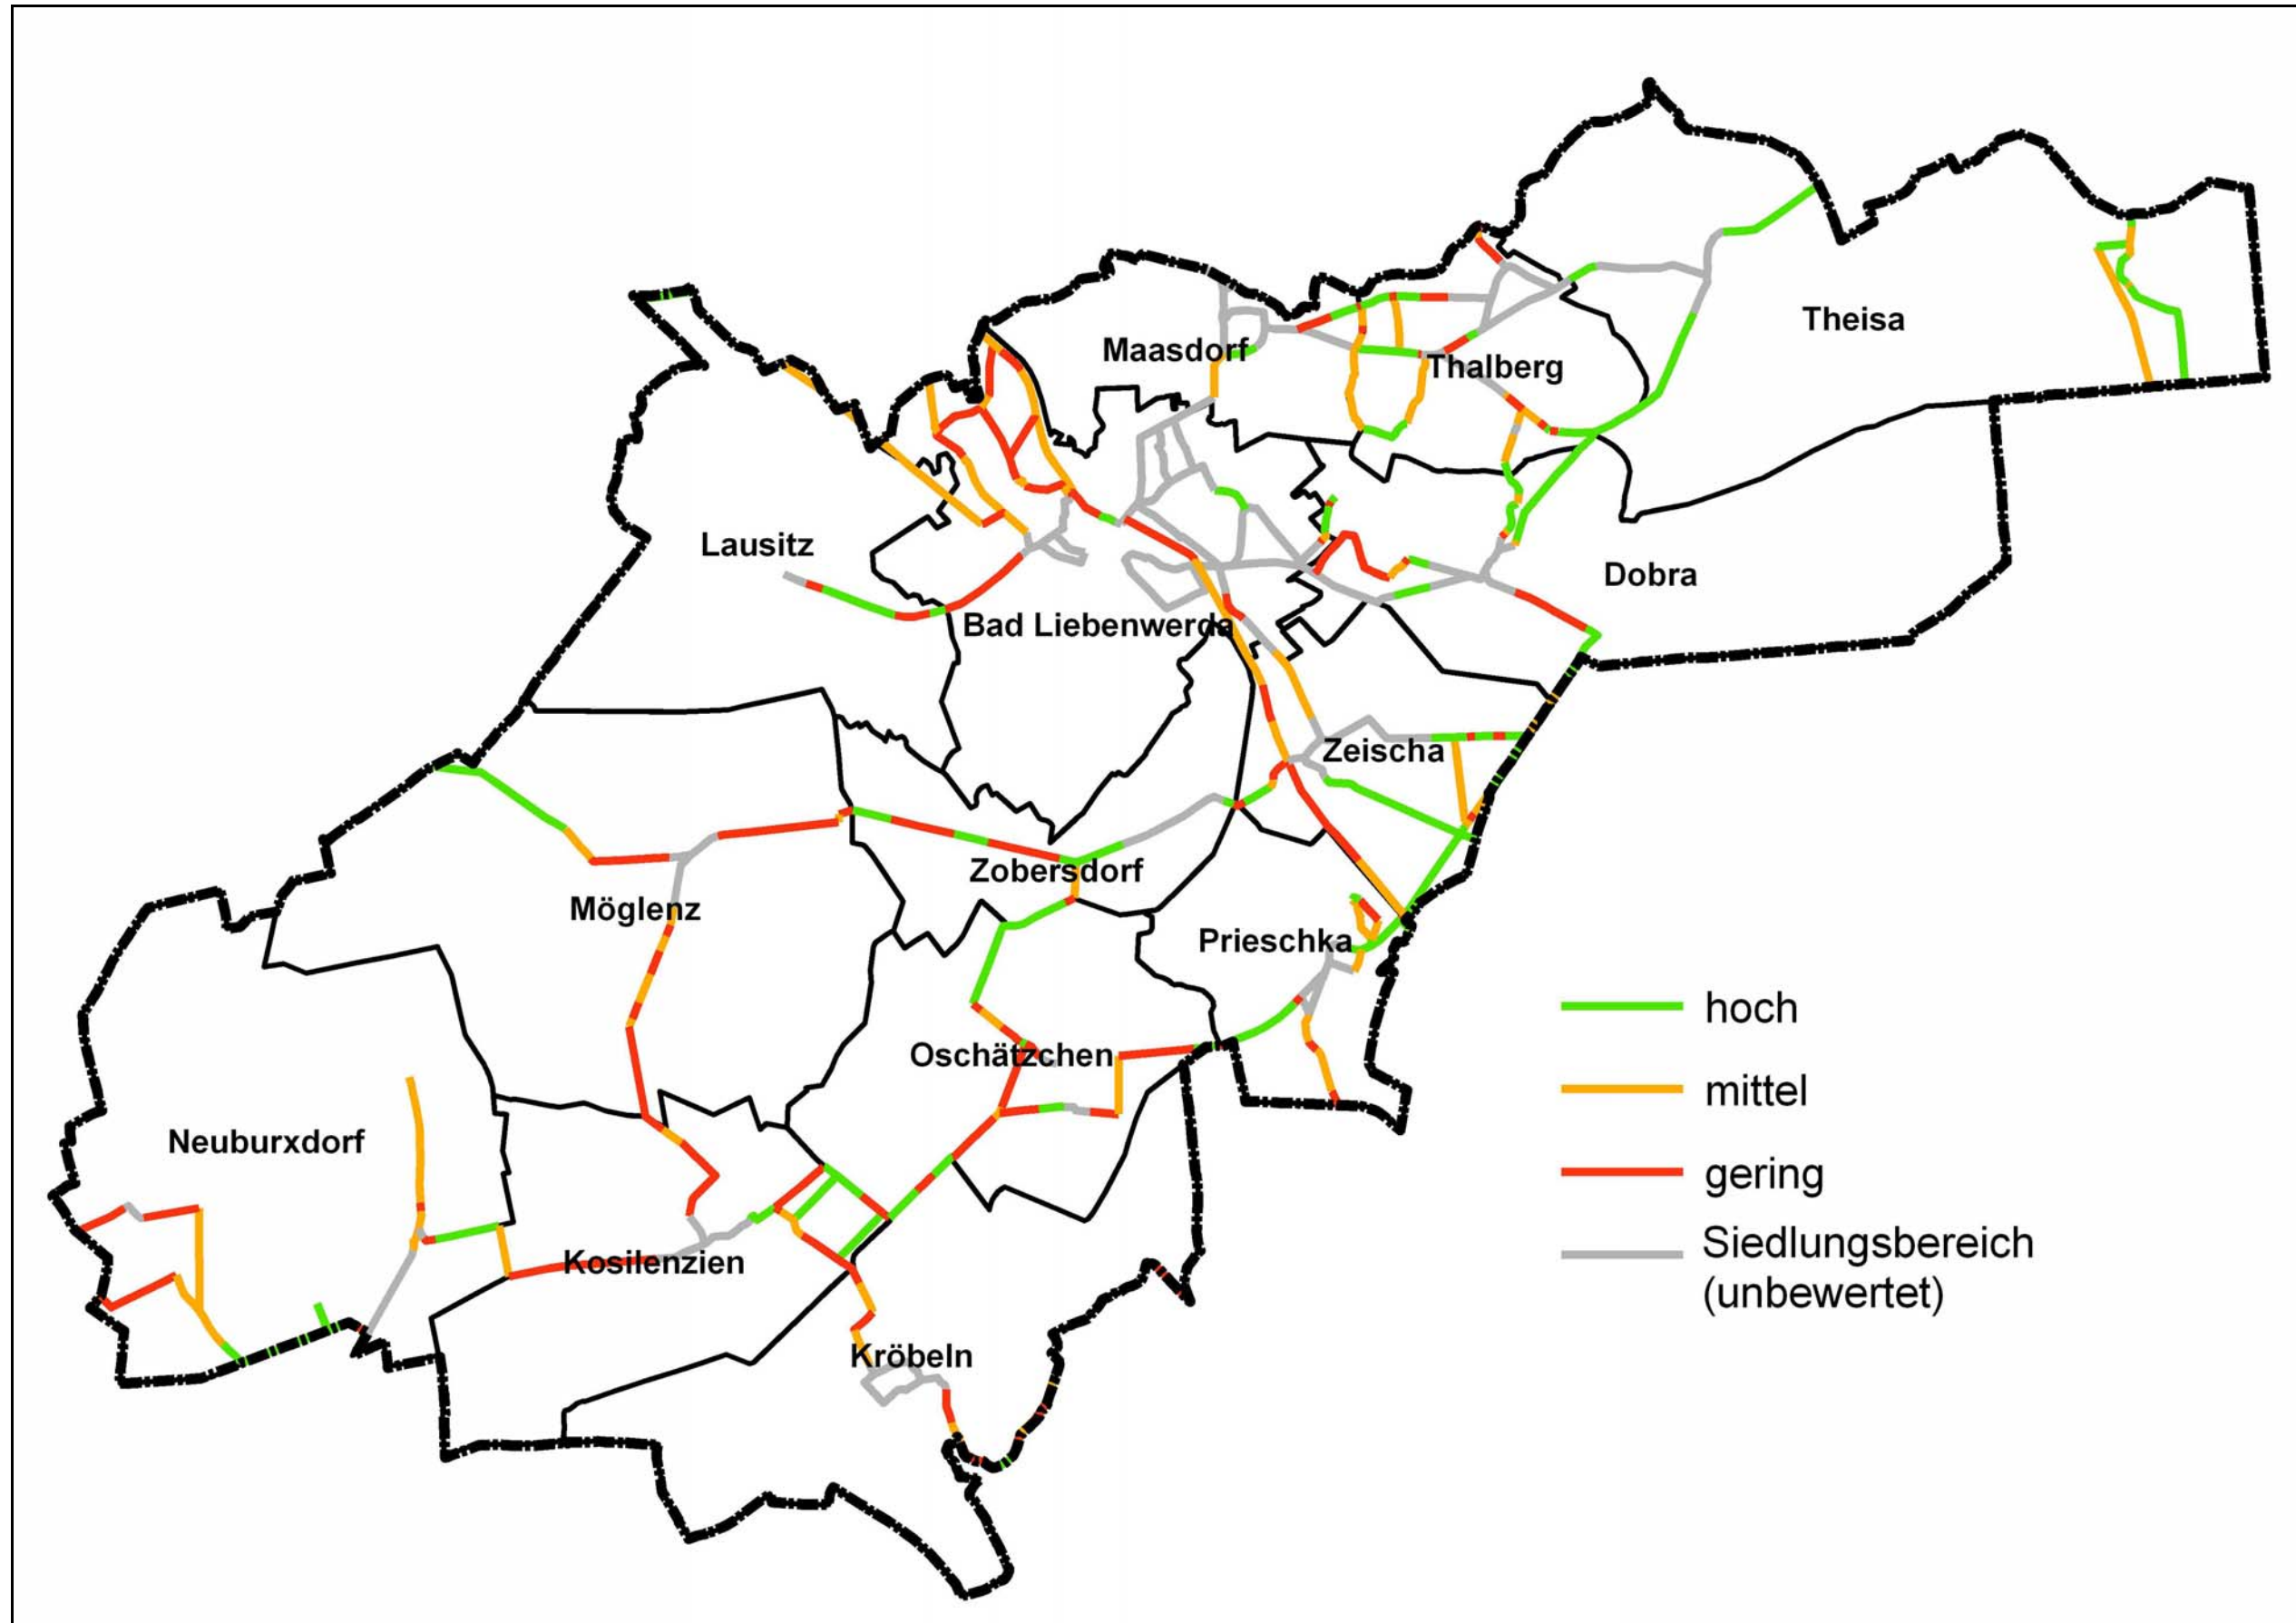 Theisa
Maasdorf
Thalberg
Lausitz
Dobra
Bad Liebenwerda
Zeischa
Zobersdorf
Möglenz
Prieschka
hoch
Oschätzchen
mittel
Neuburxdorf
gering
Siedlungsbereich
(unbewertet)
Kosilenzien
Kröbeln